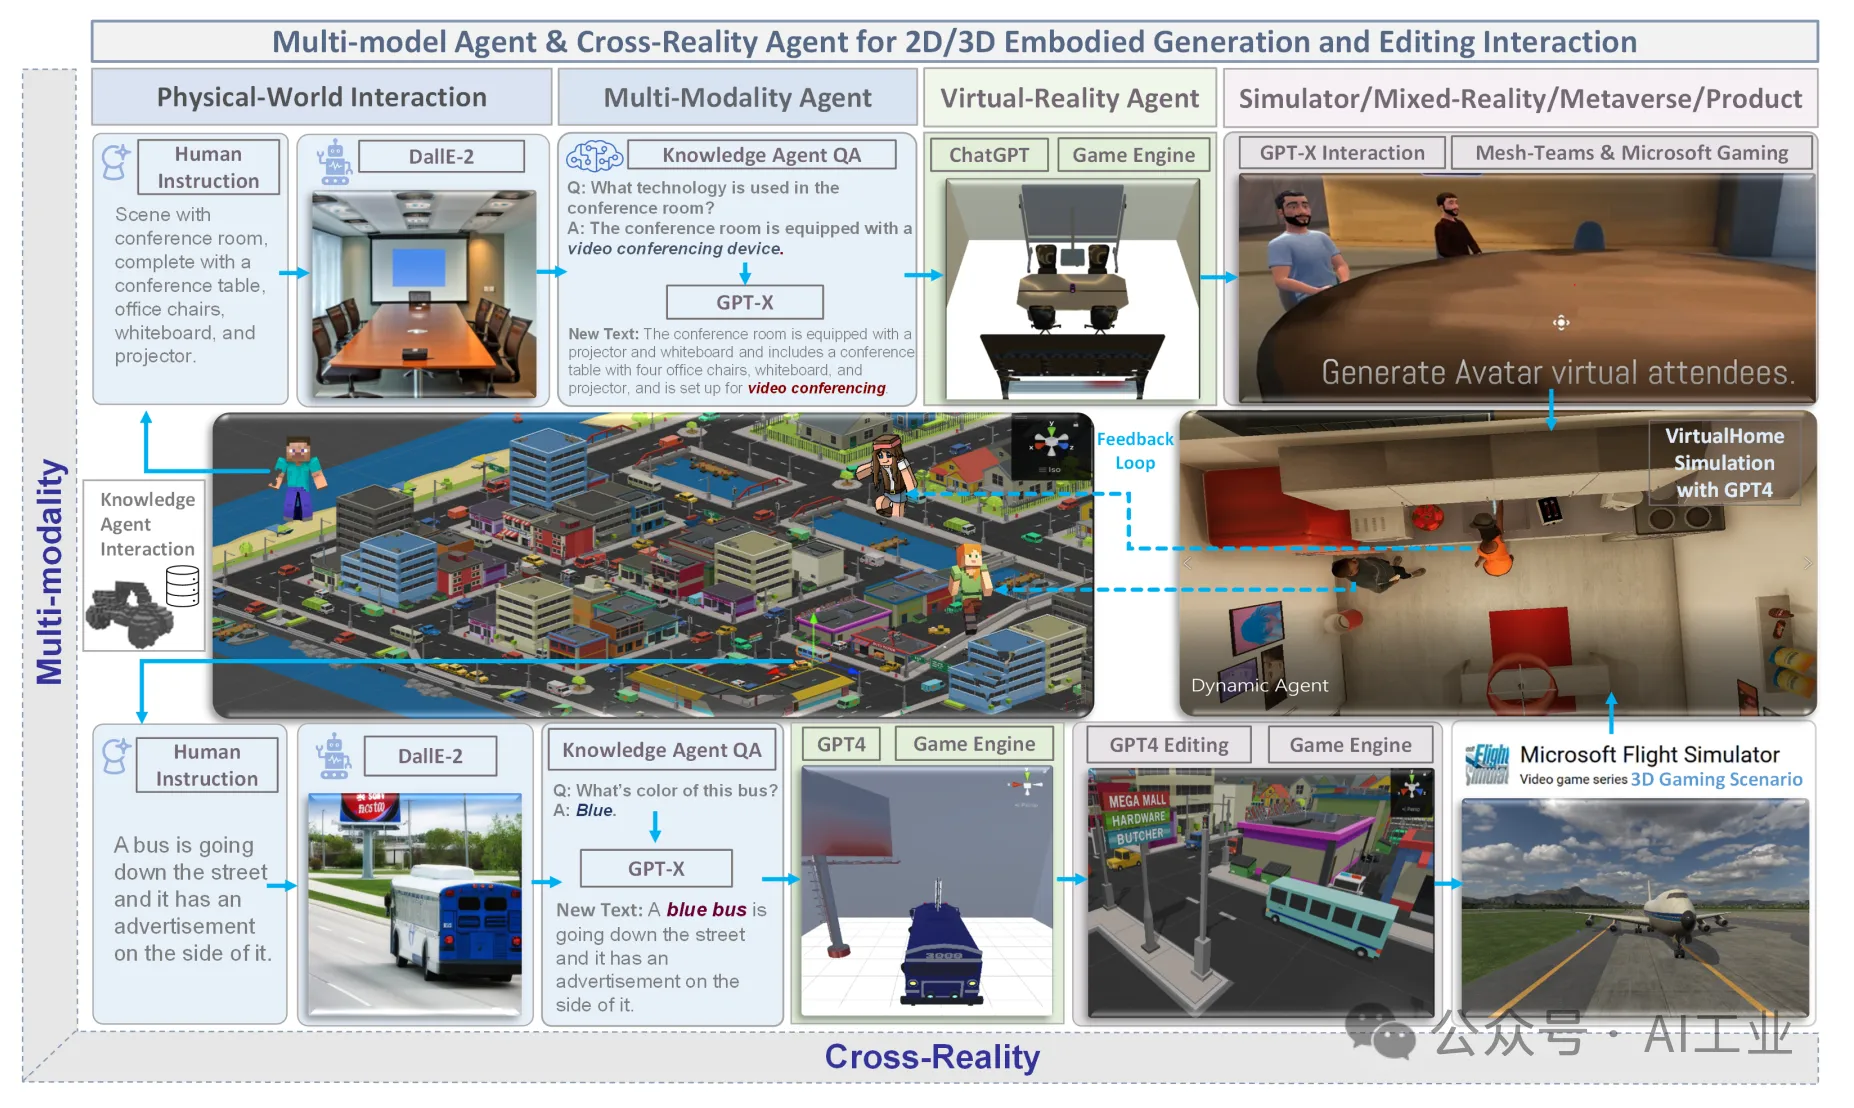 Multi-model Agent & Cross-Reality Agent for 2D/3D Embodied Generation and Editing Interaction
Physical-World Interaction
Multi-Modality Agent
Virtual-Reality Agent
Simulator/Mixed-Reality/Metaverse/Product
Human
Instruction
Scene with
conference room,
complete with a
conference table,
office chairs,
whiteboard, and
projector.
DallE-2
Knowledge Agent QA
Q: What technology is used in the
conference room?
A: The conference room is equipped with a
video conferencing device.
GPT-X
New Text: The conference room is equipped with a
projector and whiteboard and includes a conference
table with four office chairs, whiteboard, and
projector, and is set up for video conferencing.
ChatGPT
Game Engine
GPT-X Interaction
Mesh-Teams & Microsoft Gaming
Generate Avatar virtual attendees.
Multi-modality
Knowledge
Agent
Interaction
y
x
z
Iso
Feedback
Loop
VirtualHome
Simulation
with GPT4
Dynamic Agent
Human
Instruction
A bus is going
down the street
and it has an
advertisement
on the side of it.
DallE-2
Knowledge Agent QA
Q: What's color of this bus?
A: Blue.
GPT-X
New Text: A blue bus is
going down the street
and it has an
advertisement on the
side of it.
GPT4
Game Engine
GPT4 Editing
Game Engine
MEGA MALL
HARDWARE
BUTCHER
Microsoft Flight Simulator
Video game series 3D Gaming Scenario
Cross-Reality
公众号 · AI工业